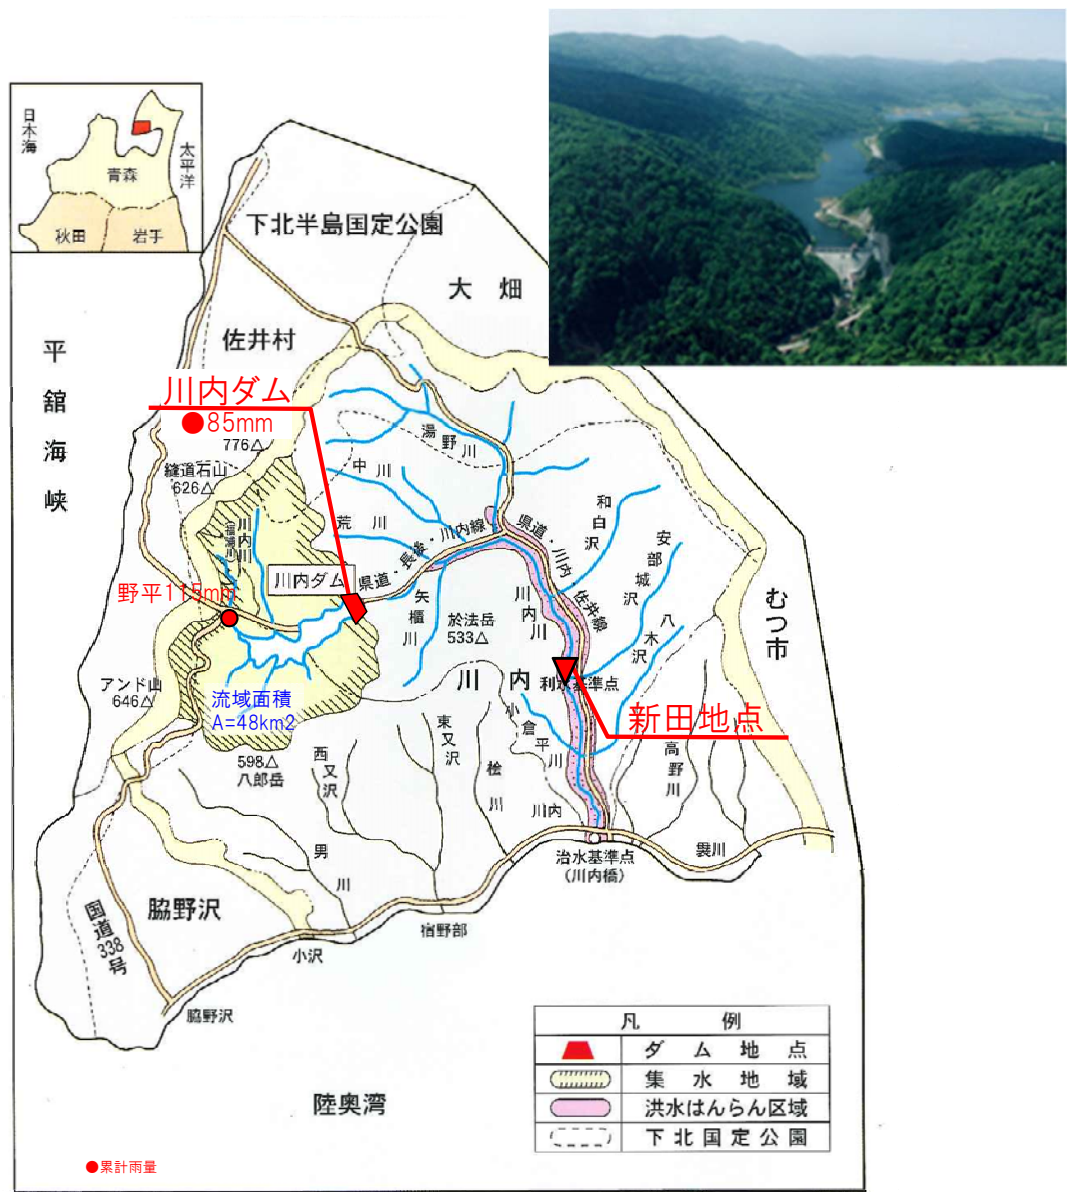 日本海
青森
太平洋
秋田
岩手
下北半島国定公園
大畑
佐井村
平舘海峡
川内ダム
●85mm
776△
縫道石山
626△
湯野川
中川
荒川
川内川
県道・長後・川内線
県道・川内佐井線
和白沢
安部城沢
八木沢
川内ダム
野平115mm
矢櫃川
於法岳
533△
川内川
むつ市
アンド山
646△
流域面積
A=48km2
川内
利水基準点
新田地点
598△
八郎岳
西又沢
東又沢
桧川
小倉平川
高野川
川内
男川
治水基準点
(川内橋)
脇野沢
国道338号
宿野部
小沢
脇野沢
陸奥湾
凡例
ダム地点
集水地域
洪水はんらん区域
下北国定公園
●累計雨量